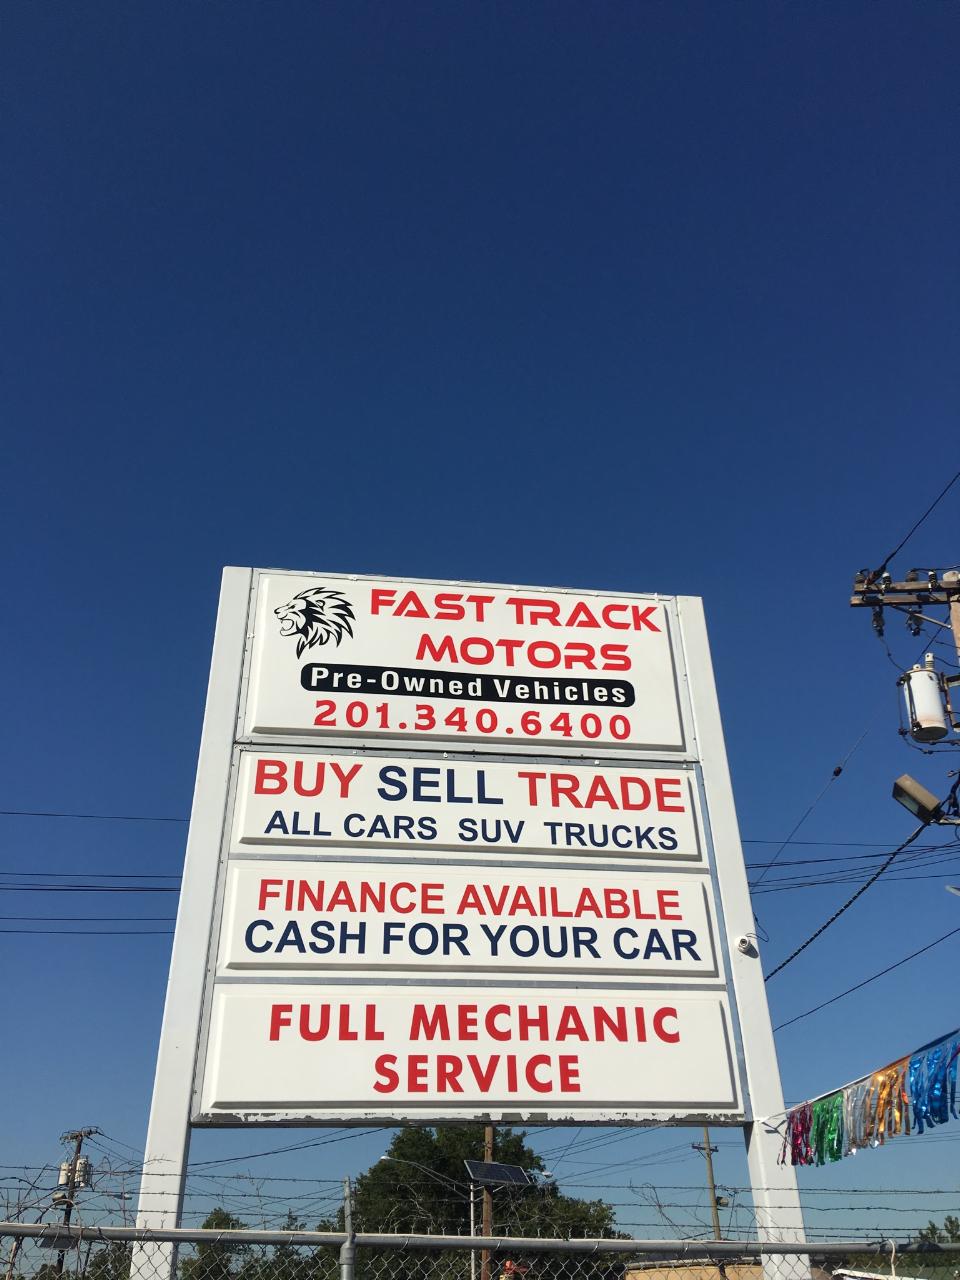 FAST TRACK
MOTORS
Pre-Owned Vehicles
201.340.6400
BUY SELL TRADE
ALL CARS SUV TRUCKS
FINANCE AVAILABLE
CASH FOR YOUR CAR
FULL MECHANIC
SERVICE